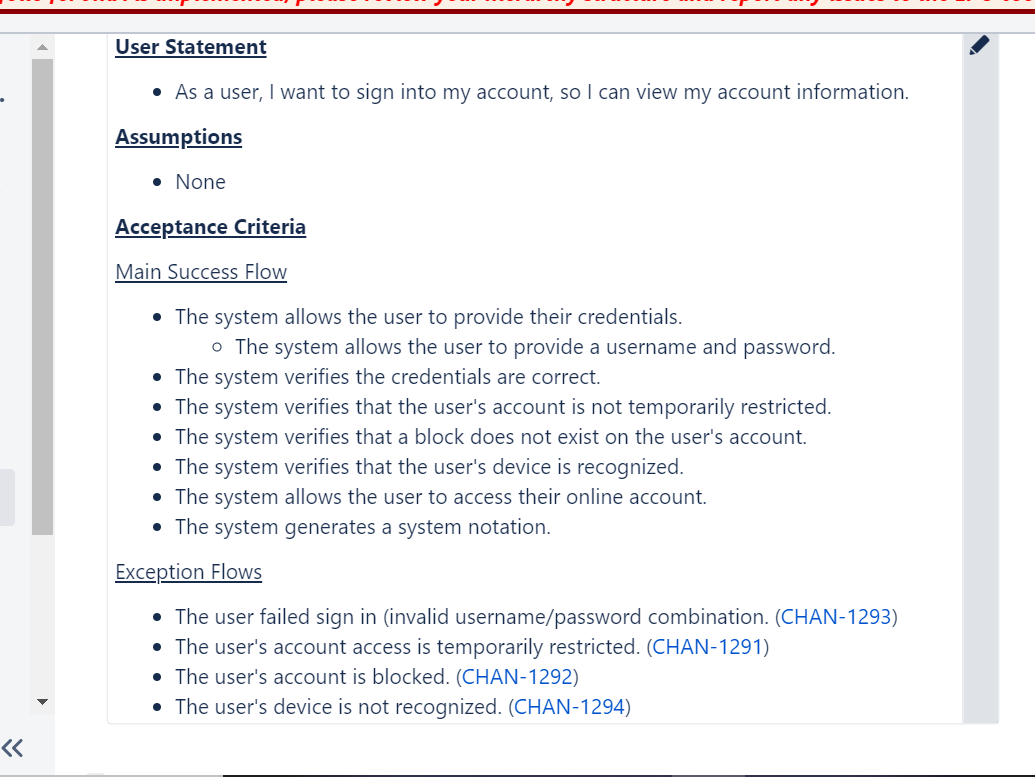 User Statement
As a user, I want to sign into my account, so I can view my account information.
Assumptions
None
Acceptance Criteria
Main Success Flow
The system allows the user to provide their credentials.
The system allows the user to provide a username and password.
The system verifies the credentials are correct.
The system verifies that the user's account is not temporarily restricted.
The system verifies that a block does not exist on the user's account.
The system verifies that the user's device is recognized.
The system allows the user to access their online account.
The system generates a system notation.
Exception Flows
The user failed sign in (invalid username/password combination. (CHAN-1293)
The user's account access is temporarily restricted. (CHAN-1291)
The user's account is blocked. (CHAN-1292)
The user's device is not recognized. (CHAN-1294)